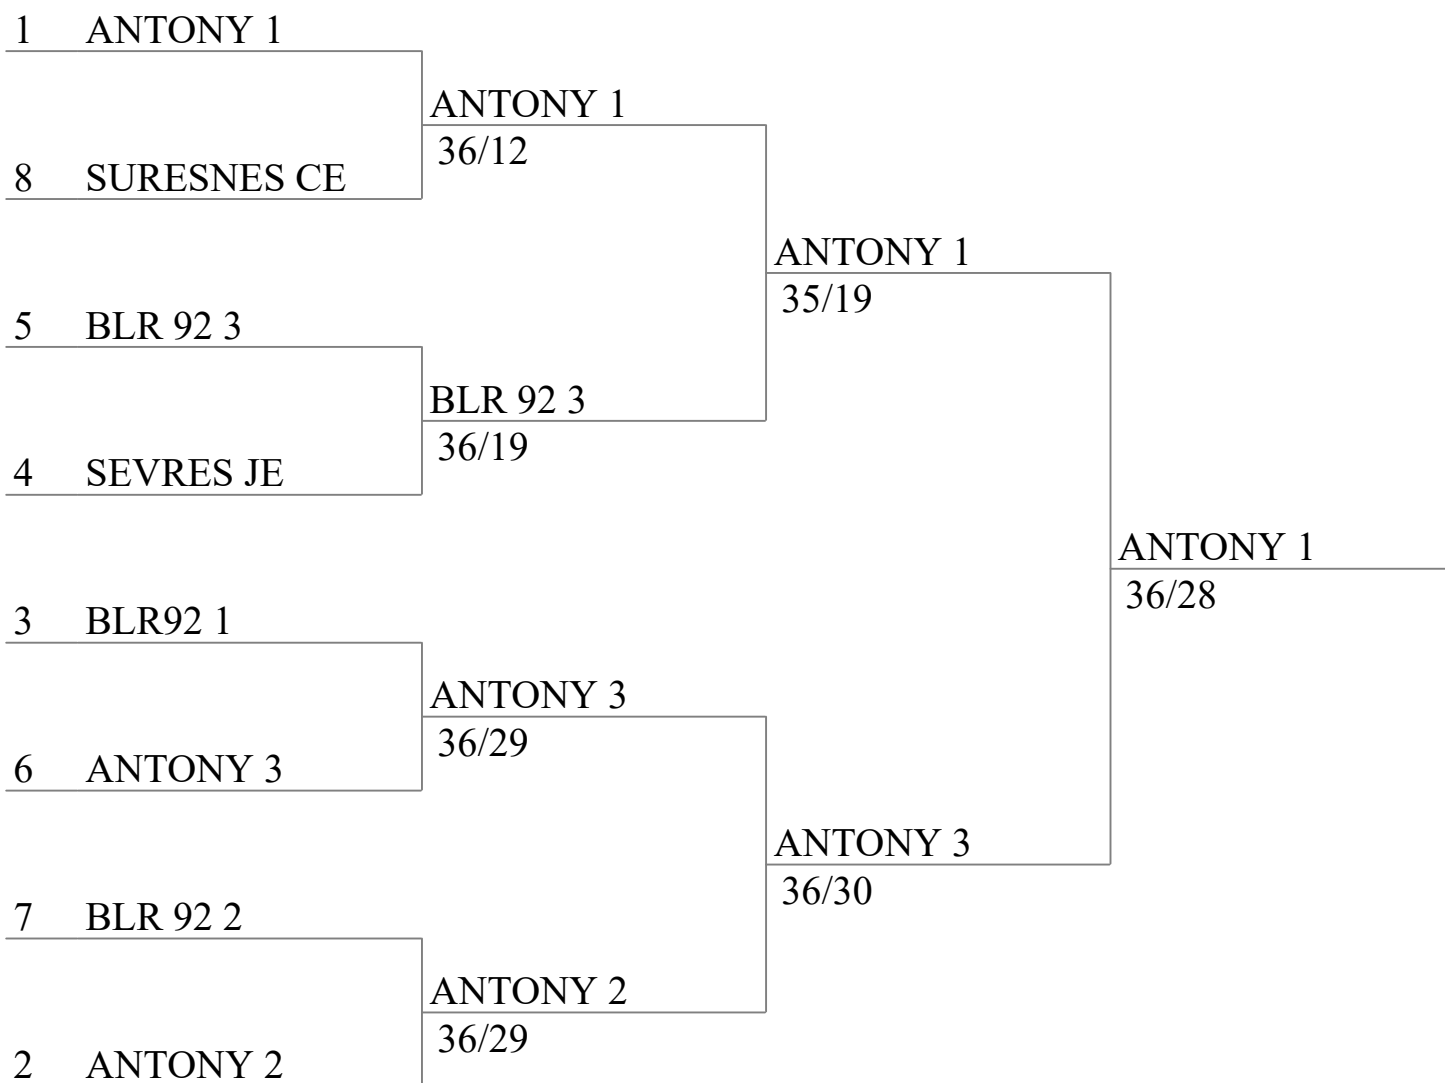 1 ANTONY 1
ANTONY 1
36/12
8 SURESNES CE
ANTONY 1
35/19
5 BLR 92 3
BLR 92 3
36/19
4 SEVRES JE
ANTONY 1
36/28
3 BLR92 1
ANTONY 3
36/29
6 ANTONY 3
ANTONY 3
36/30
7 BLR 92 2
ANTONY 2
36/29
2 ANTONY 2